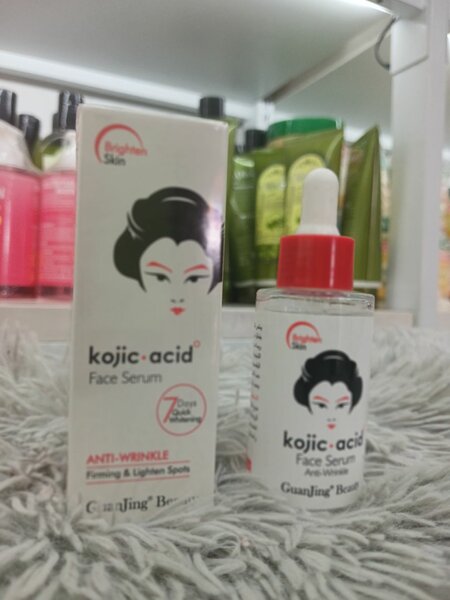 Brighten
Skin
kojic•acid°
Face Serum
7
Days
Quick
Whitening
ANTI-WRINKLE
Firming & Lighten Spots
GuanJing® Beauty
Brighten
Skin
kojic•acid°
Face Serum
Anti-Wrinkle
GuanJing® Beauty